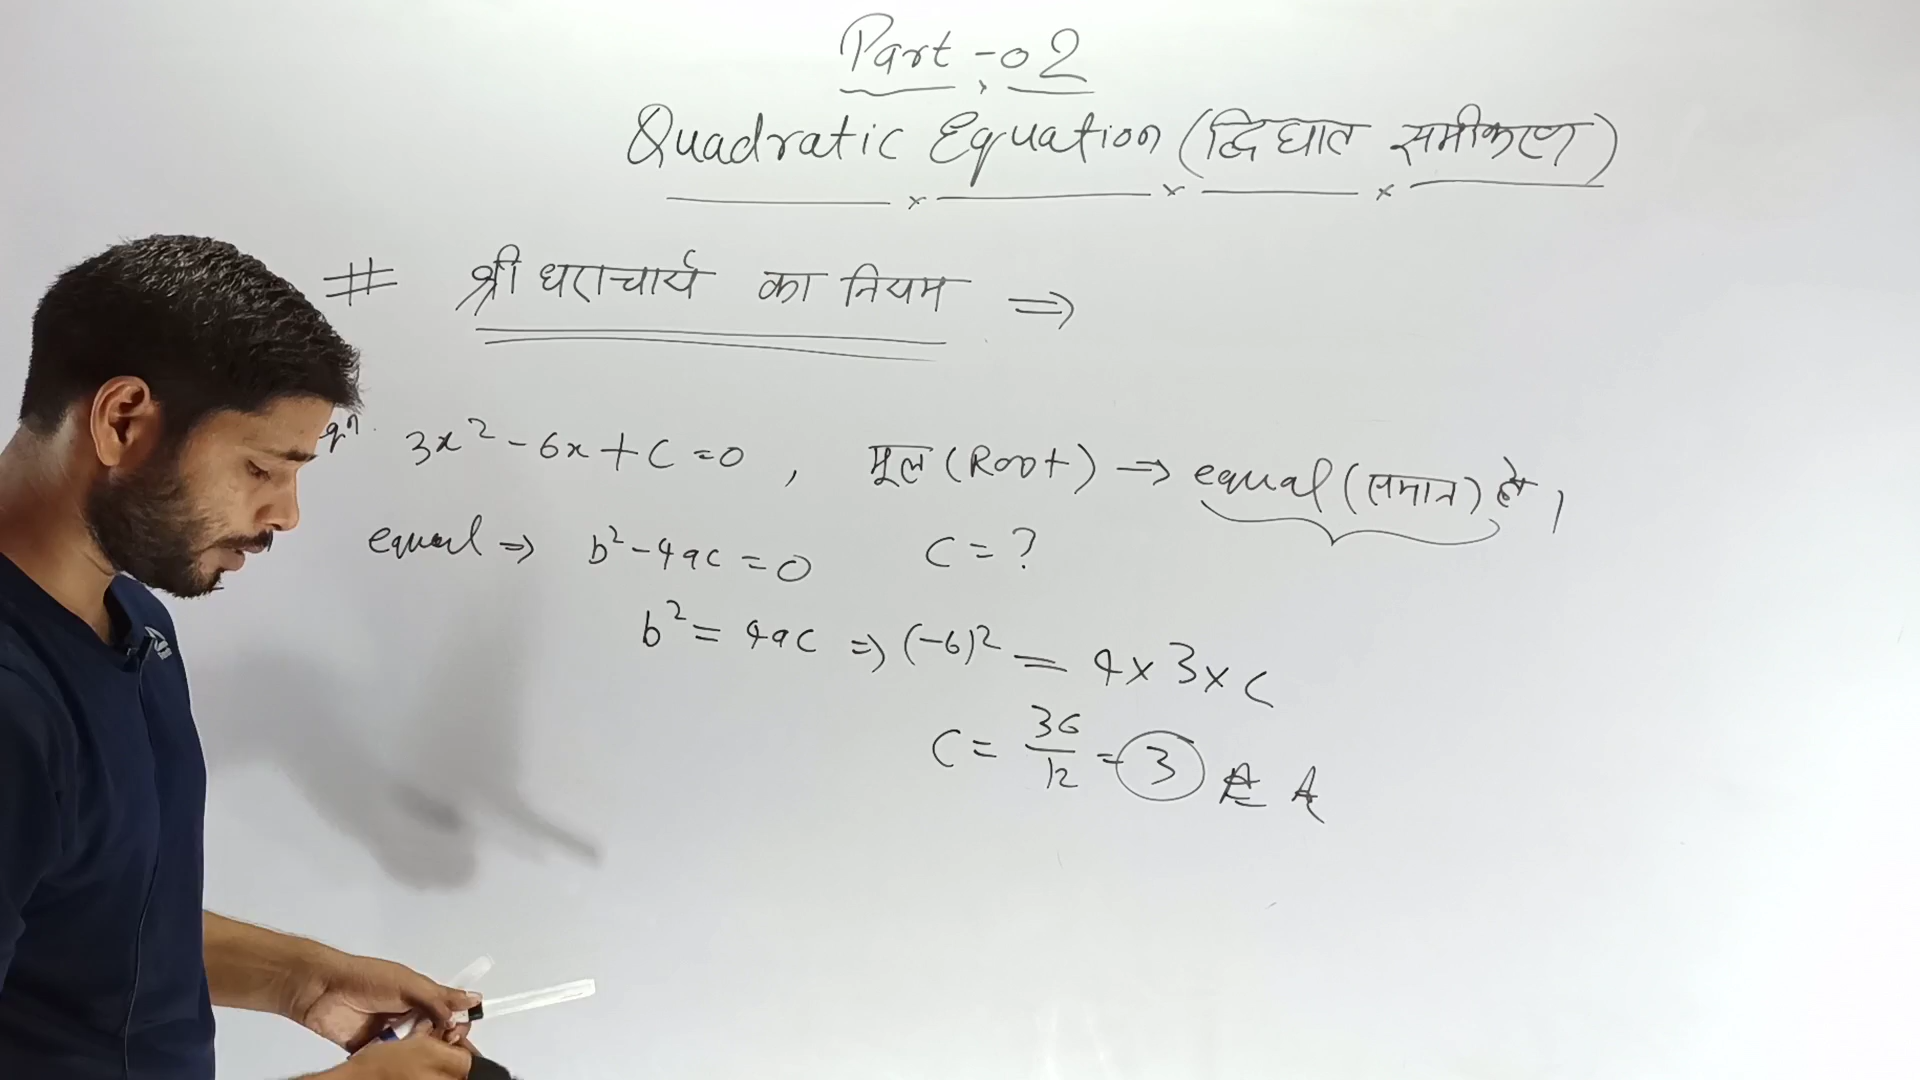 Part - 02
Quadratic Equation (द्विघात समीकरण)
# श्री धराचार्य का नियम ⇒
qn. 3x² - 6x + C = 0 , मूल (Root) → equal (समान) हो ।
equal ⇒ b² - 4ac = 0 C = ?
b² = 4ac ⇒ (-6)² = 4 x 3 x C
C = 36/12 = 3 A